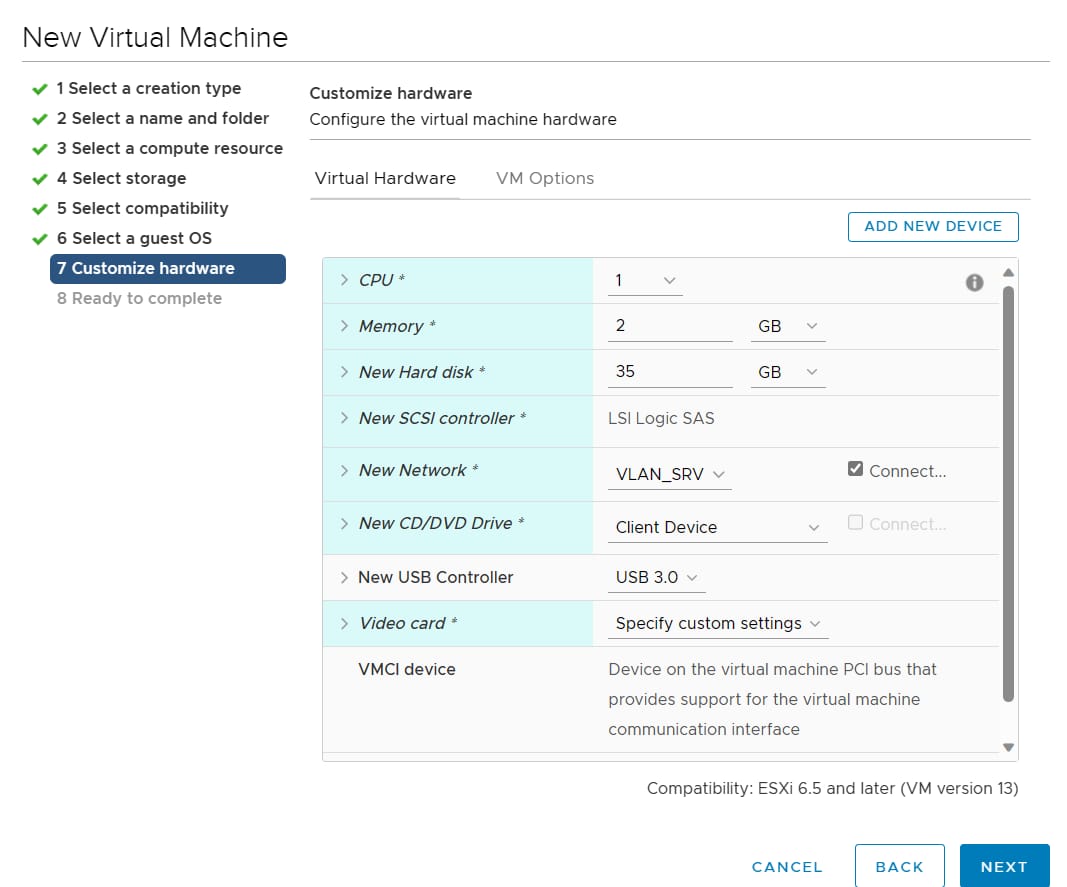 New Virtual Machine
1 Select a creation type
2 Select a name and folder
3 Select a compute resource
4 Select storage
5 Select compatibility
6 Select a guest OS
7 Customize hardware
8 Ready to complete
Customize hardware
Configure the virtual machine hardware
Virtual Hardware VM Options
ADD NEW DEVICE
CPU * 1
Memory * 2 GB
New Hard disk * 35 GB
New SCSI controller * LSI Logic SAS
New Network * VLAN_SRV Connect...
New CD/DVD Drive * Client Device Connect...
New USB Controller USB 3.0
Video card * Specify custom settings
VMCI device Device on the virtual machine PCI bus that
provides support for the virtual machine
communication interface
Compatibility: ESXi 6.5 and later (VM version 13)
CANCEL BACK NEXT